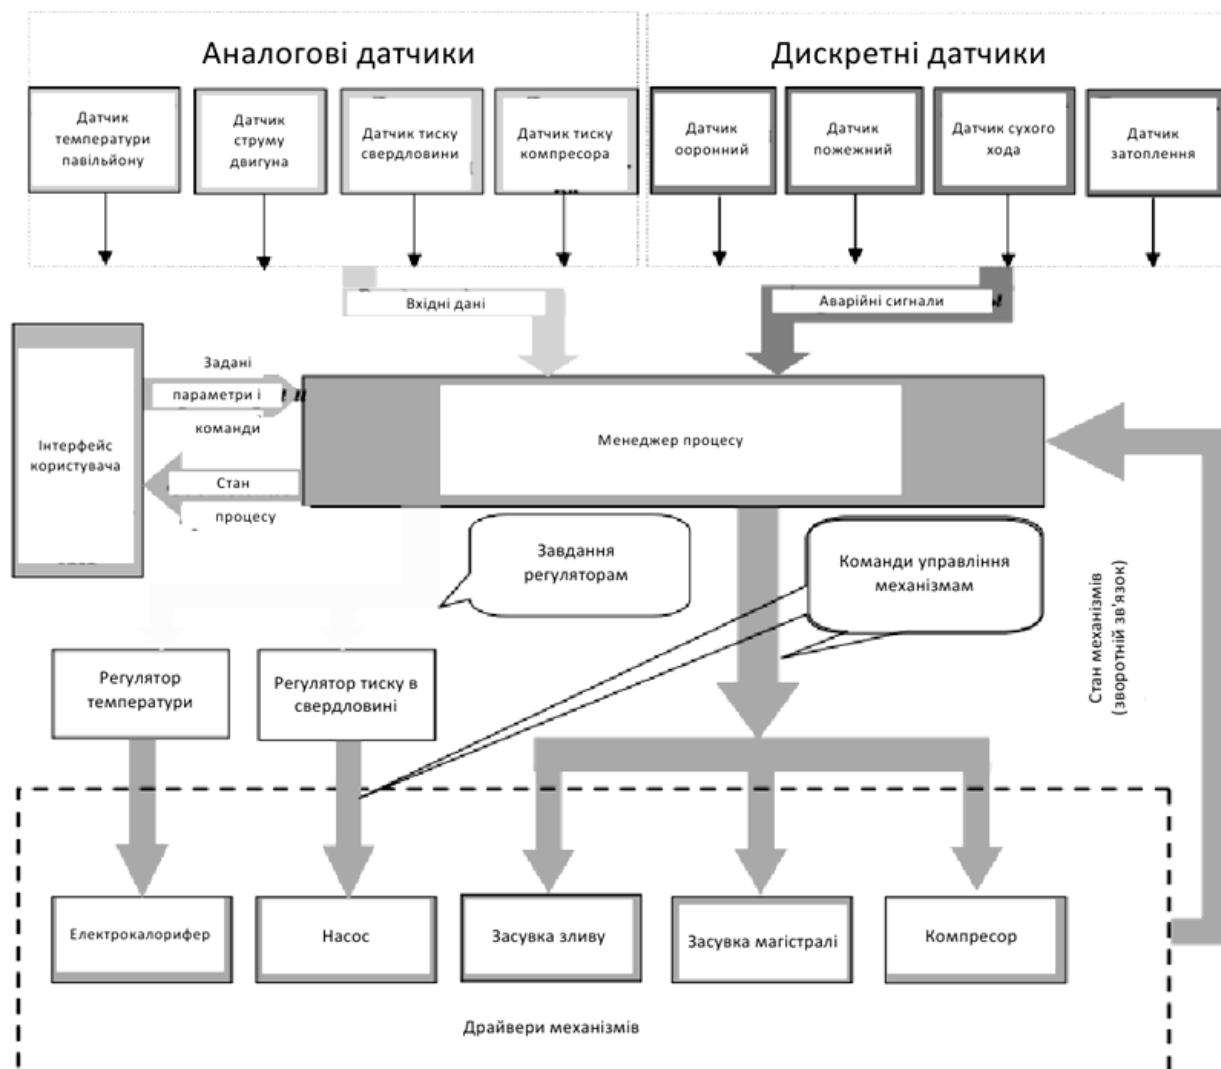 Аналогові датчики
Дискретні датчики
Датчик
температури
павільйону
Датчик
струму
двигуна
Датчик тиску
свердловини
Датчик тиску
компресора
Датчик
ооронний
Датчик
пожежний
Датчик сухого
хода
Датчик
затоплення
Вхідні дані
Аварійні сигнали
Задані
параметри і
команди
Інтерфейс
користувача
Менеджер процесу
Стан
процесу
Завдання
регуляторам
Команди управління
механізмам
Стан механізмів
(зворотній зв'язок)
Регулятор
температури
Регулятор тиску в
свердловині
Електрокалорифер
Насос
Засувка зливу
Засувка магістралі
Компресор
Драйвери механізмів